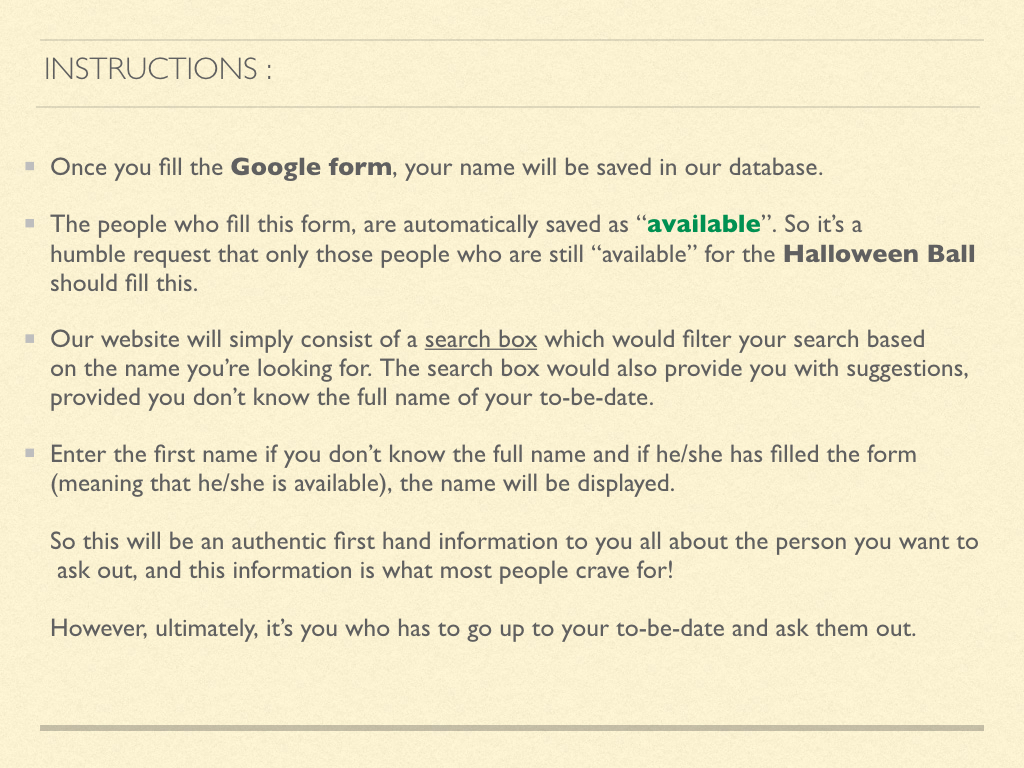 INSTRUCTIONS :
Once you fill the Google form, your name will be saved in our database.
The people who fill this form, are automatically saved as “available”. So it’s a
humble request that only those people who are still “available” for the Halloween Ball
should fill this.
Our website will simply consist of a search box which would filter your search based
on the name you’re looking for. The search box would also provide you with suggestions,
provided you don’t know the full name of your to-be-date.
Enter the first name if you don’t know the full name and if he/she has filled the form
(meaning that he/she is available), the name will be displayed.
So this will be an authentic first hand information to you all about the person you want to
ask out, and this information is what most people crave for!
However, ultimately, it’s you who has to go up to your to-be-date and ask them out.